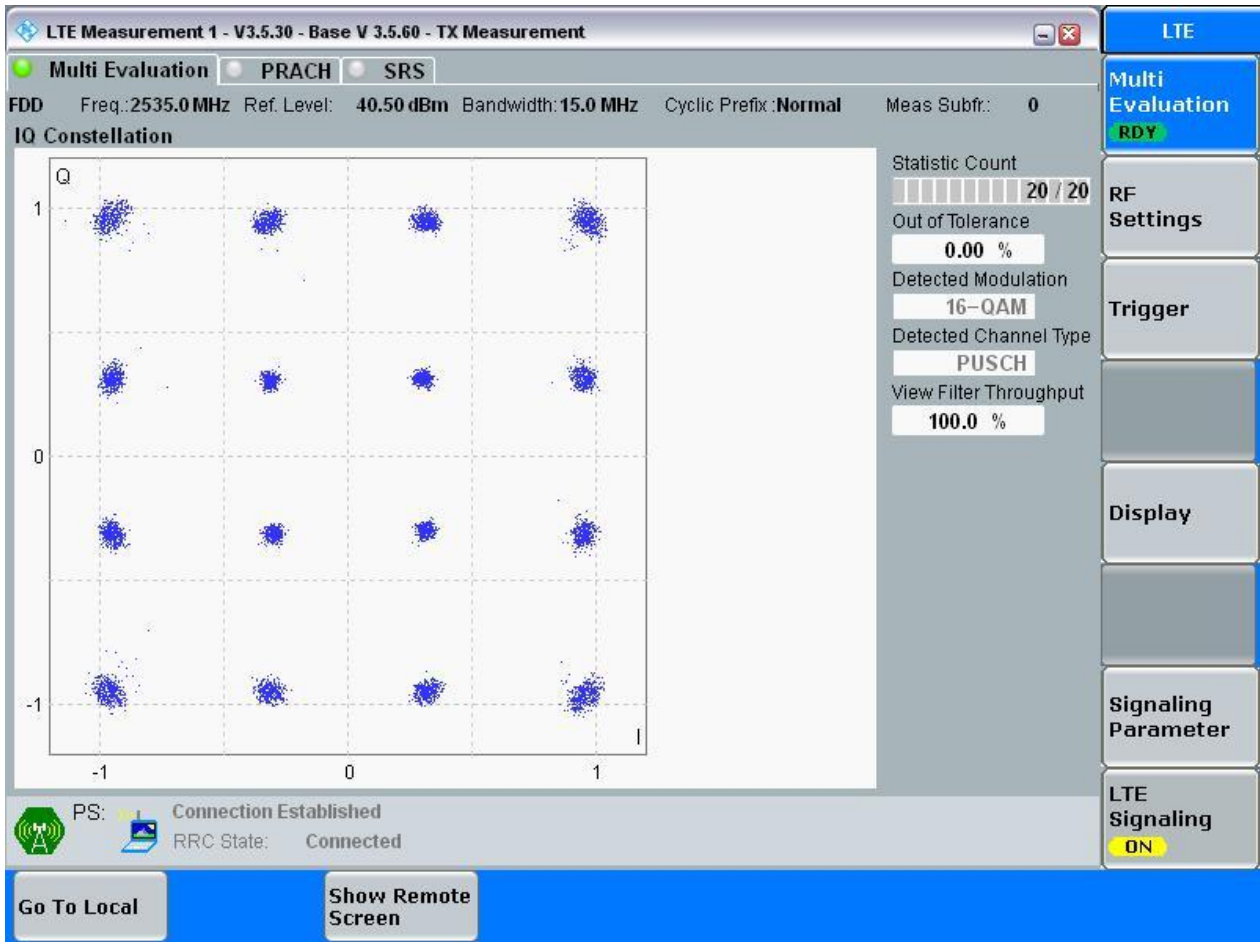 LTE Measurement 1 - V3.5.30 - Base V 3.5.60 - TX Measurement
LTE
Multi Evaluation PRACH SRS
FDD Freq.:2535.0 MHz Ref. Level: 40.50 dBm Bandwidth:15.0 MHz Cyclic Prefix :Normal Meas Subfr.: 0
IQ Constellation
Q
1
0
-1
I
-1 0 1
Statistic Count
20 / 20
Out of Tolerance
0.00 %
Detected Modulation
16-QAM
Detected Channel Type
PUSCH
View Filter Throughput
100.0 %
Multi
Evaluation
RDY
RF
Settings
Trigger
Display
Signaling
Parameter
LTE
Signaling
ON
PS: Connection Established
RRC State: Connected
Go To Local
Show Remote
Screen